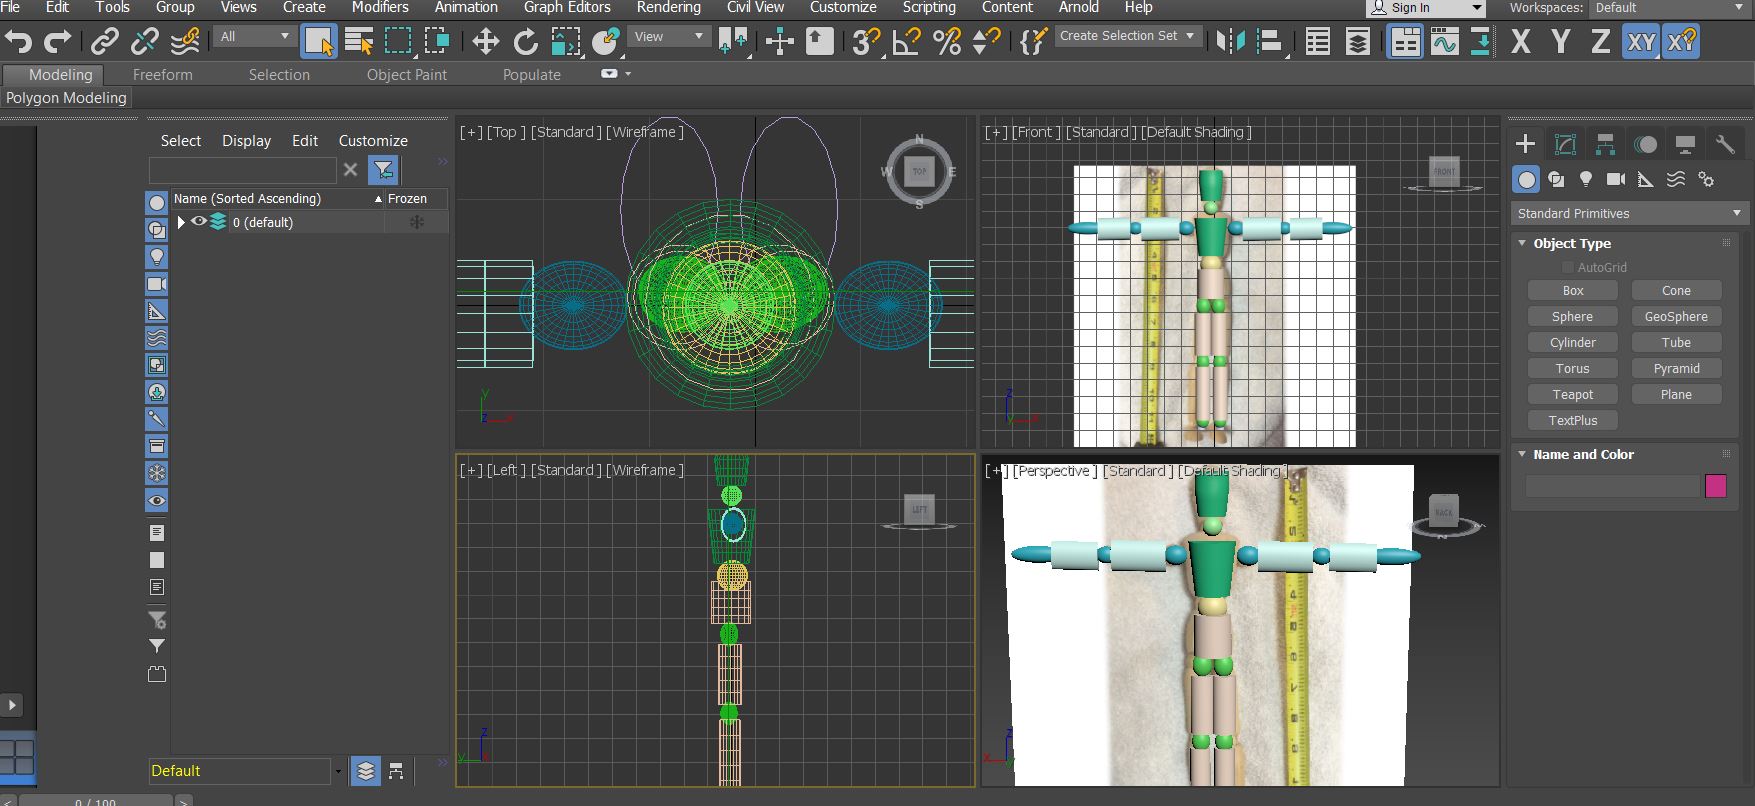 File Edit Tools Group Views Create Modifiers Animation Graph Editors Rendering Civil View Customize Scripting Content Arnold Help Sign In Workspaces: Default
All View 3 Create Selection Set X Y Z XY XY
Modeling Freeform Selection Object Paint Populate
Polygon Modeling
Select Display Edit Customize
Name (Sorted Ascending) Frozen
0 (default)
Default
0 / 100
[+] [Top ] [Standard ] [Wireframe ]
N
W TOP E
S
y
z x
[+] [Front ] [Standard ] [Default Shading ]
FRONT
z
y x
[+] [Left ] [Standard ] [Wireframe ]
LEFT
z
y x
[+] [Perspective ] [Standard ] [Default Shading ]
BACK
z
x y
Standard Primitives
Object Type
AutoGrid
Box Cone
Sphere GeoSphere
Cylinder Tube
Torus Pyramid
Teapot Plane
TextPlus
Name and Color